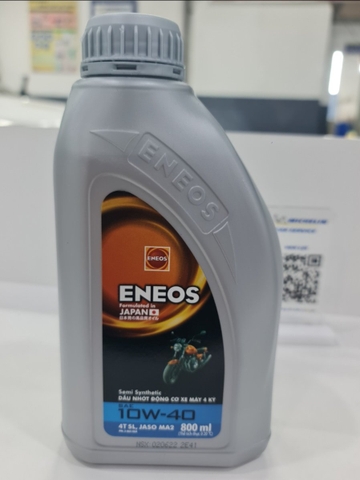 ENEOS
ENEOS
ENEOS
Formulated in
JAPAN
Semi Synthetic
DẦU NHỚT ĐỘNG CƠ XE MÁY 4 KỲ
SAE
10W-40
4T SL, JASO MA2
800 ml